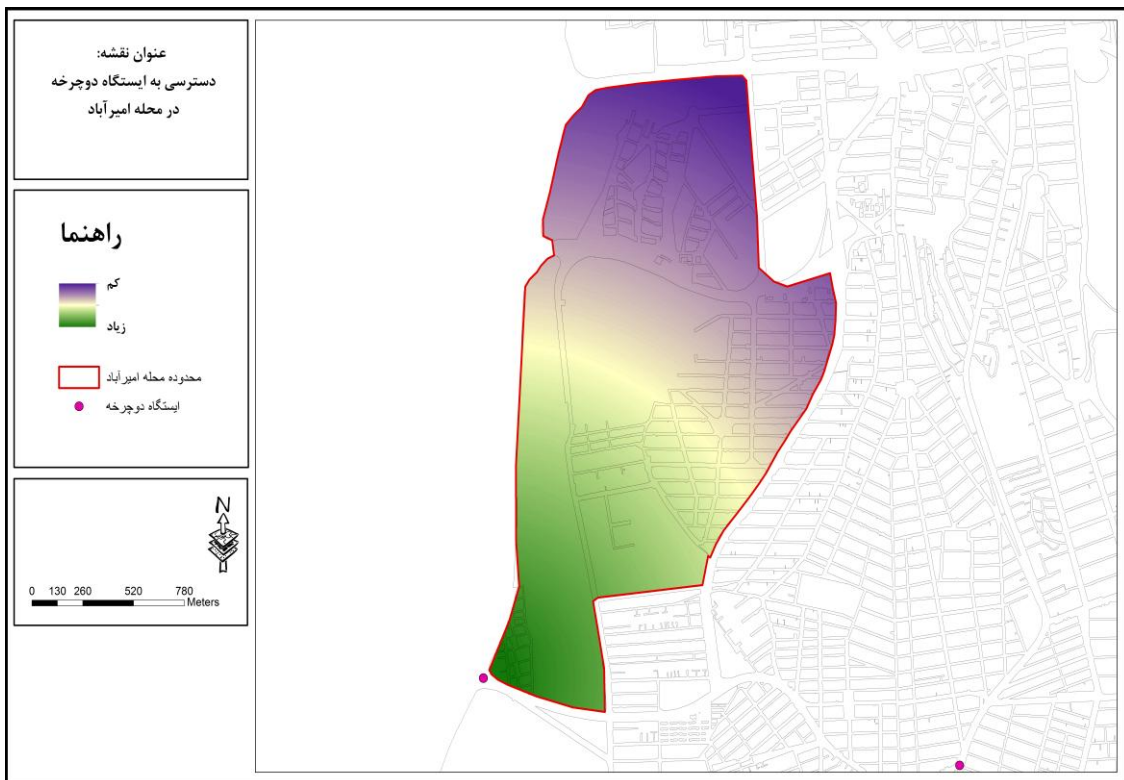 عنوان نقشه:
دسترسی به ایستگاه دوچرخه
در محله امیرآباد
راهنما
کم
زیاد
محدوده محله امیرآباد
ایستگاه دوچرخه
N
0 130 260 520 780
Meters